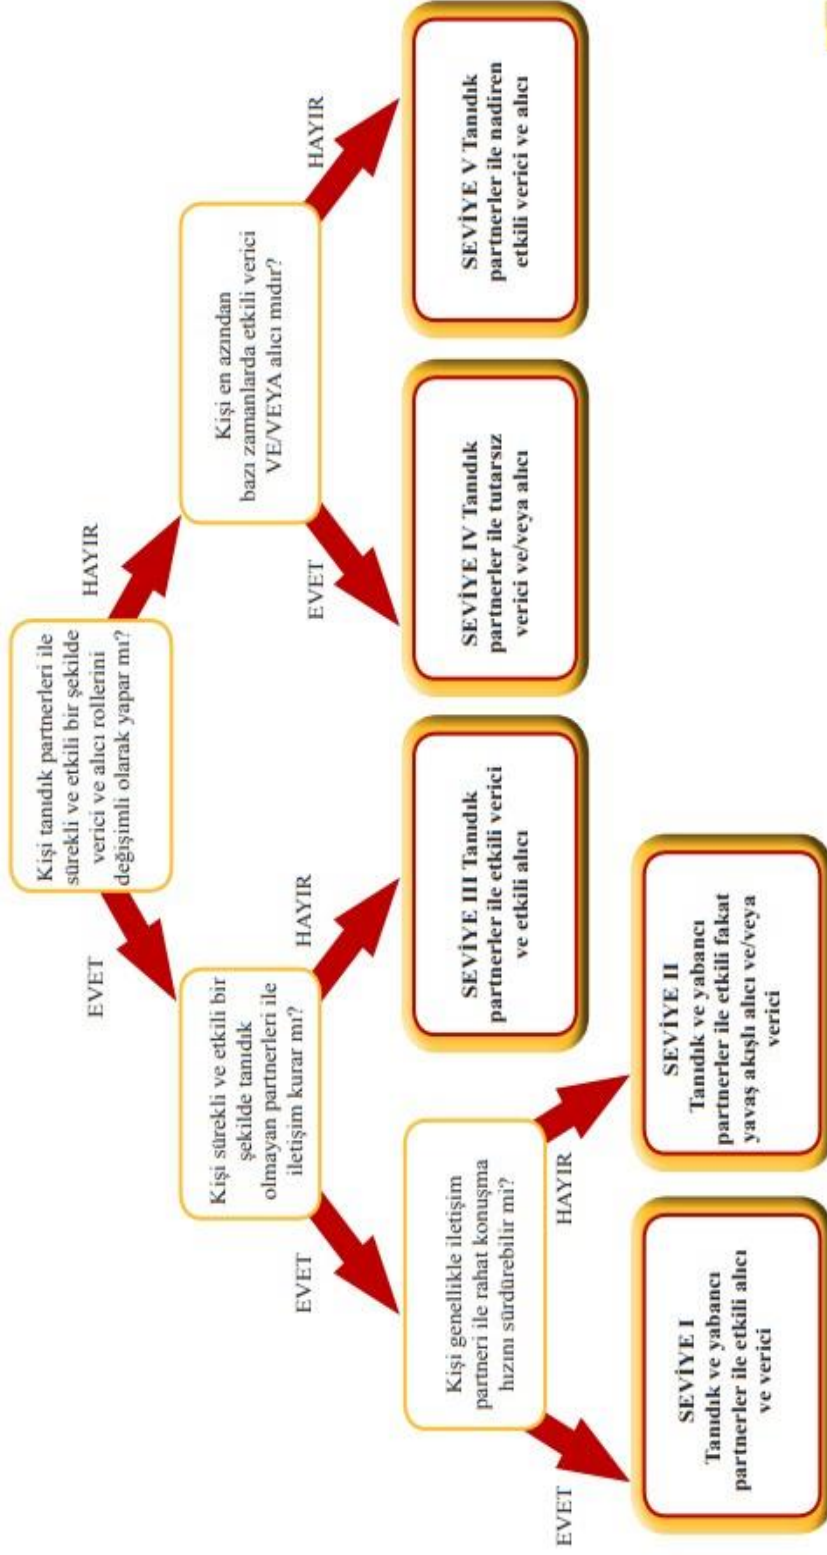 Kişi tanıdık partnerleri ile
sürekli ve etkili bir şekilde
verici ve alıcı rollerini
değişimli olarak yapar mı?
EVET
HAYIR
Kişi sürekli ve etkili bir
şekilde tanıdık
olmayan partnerleri ile
iletişim kurar mı?
Kişi en azından
bazı zamanlarda etkili verici
VE/VEYA alıcı mıdır?
EVET
HAYIR
EVET
HAYIR
Kişi genellikle iletişim
partneri ile rahat konuşma
hızını sürdürebilir mi?
SEVİYE III Tanıdık
partnerler ile etkili verici
ve etkili alıcı
SEVİYE IV Tanıdık
partnerler ile tutarsız
verici ve/veya alıcı
SEVİYE V Tanıdık
partnerler ile nadiren
etkili verici ve alıcı
EVET
HAYIR
SEVİYE I
Tanıdık ve yabancı
partnerler ile etkili alıcı
ve verici
SEVİYE II
Tanıdık ve yabancı
partnerler ile etkili fakat
yavaş akışlı alıcı ve/veya
verici